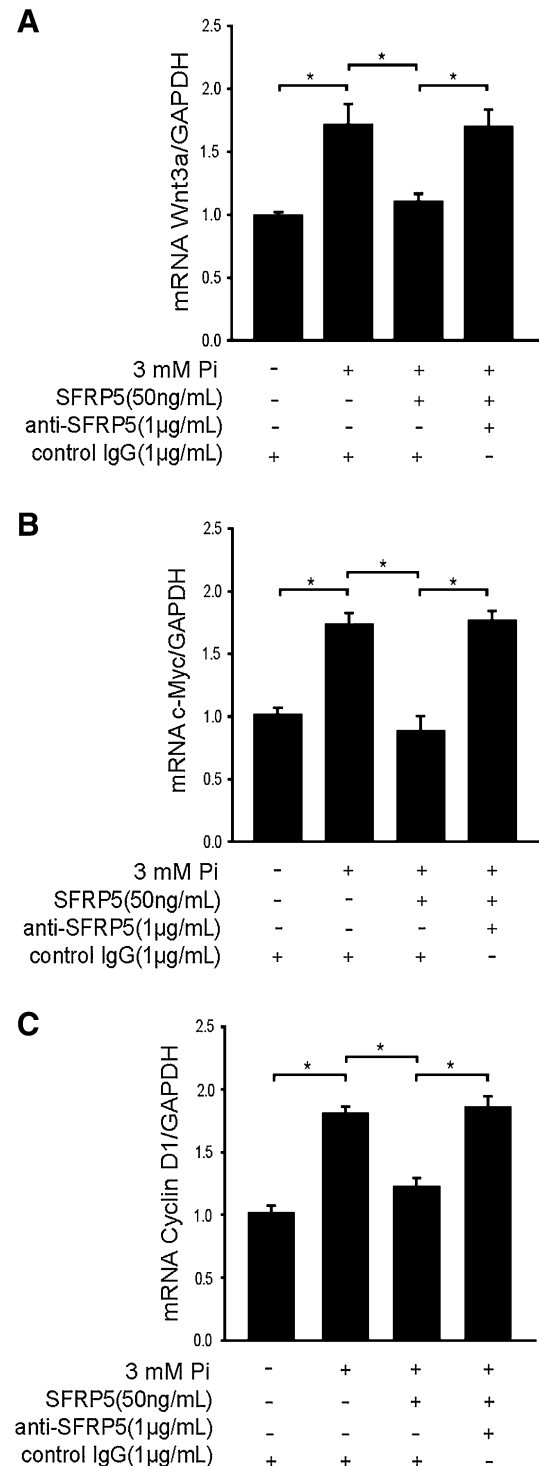 A
mRNA Wnt3a/GAPDH
2.5
2.0
1.5
1.0
0.5
0.0
* * *
3 mM Pi - + + +
SFRP5(50ng/mL) - - + +
anti-SFRP5(1μg/mL) - - - +
control IgG(1μg/mL) + + + -
B
mRNA c-Myc/GAPDH
2.5
2.0
1.5
1.0
0.5
0.0
* * *
3 mM Pi - + + +
SFRP5(50ng/mL) - - + +
anti-SFRP5(1μg/mL) - - - +
control IgG(1μg/mL) + + + -
C
mRNA Cyclin D1/GAPDH
2.5
2.0
1.5
1.0
0.5
0.0
* * *
3 mM Pi - + + +
SFRP5(50ng/mL) - - + +
anti-SFRP5(1μg/mL) - - - +
control IgG(1μg/mL) + + + -